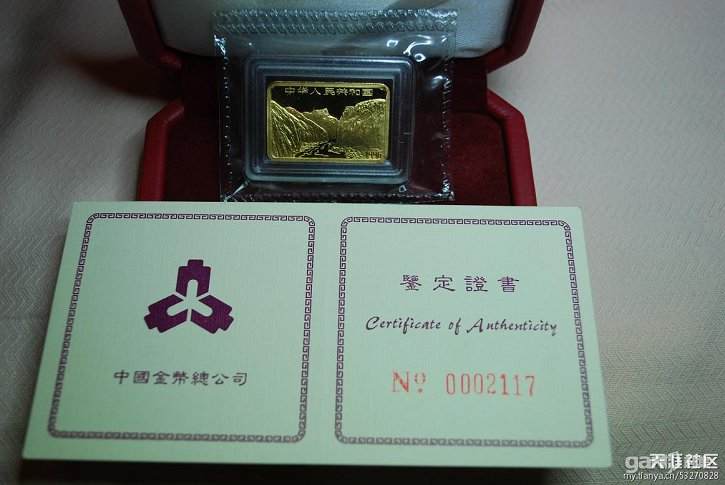 中华人民共和国
中國金幣總公司
鑒定證書
Certificate of Authenticity
Nº 0002117
天涯社区
my.tianya.cn/53270828